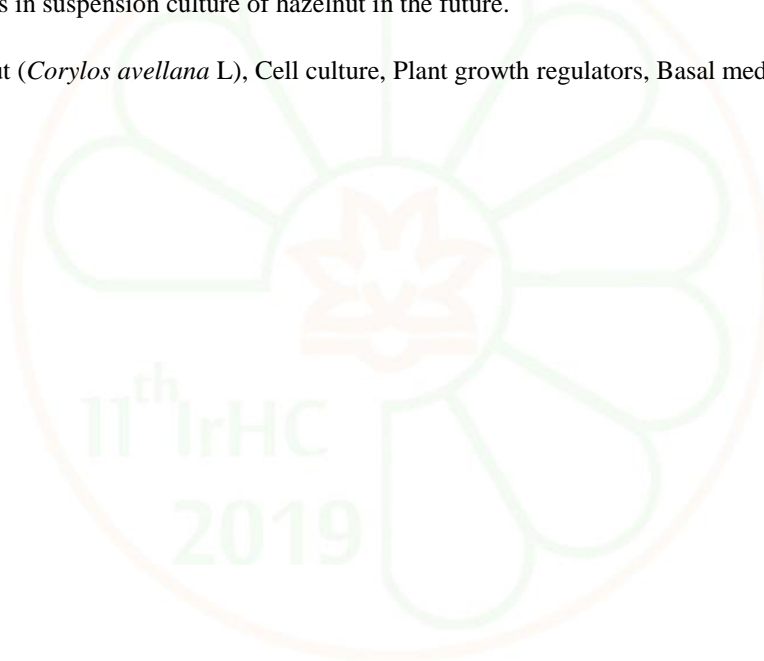 s in suspension culture of hazelnut in the future.
ut (Corylos avellana L), Cell culture, Plant growth regulators, Basal med
11th IrHC
2019